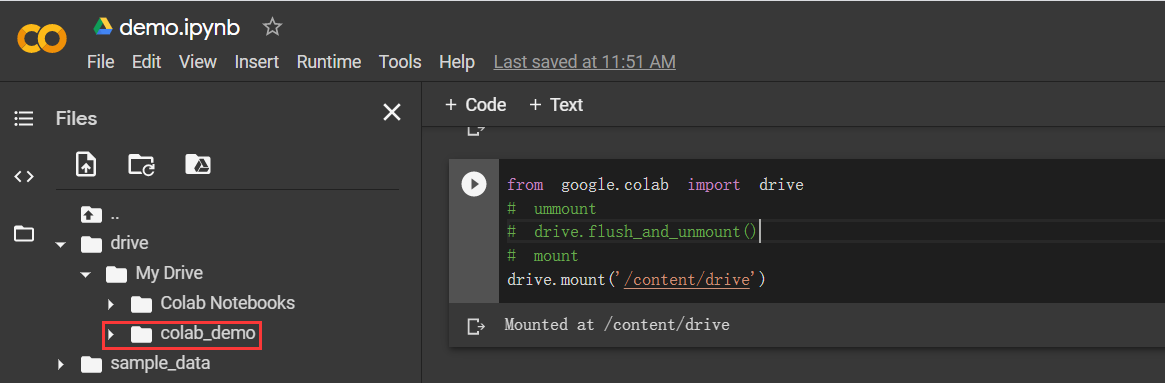 demo.ipynb
File Edit View Insert Runtime Tools Help Last saved at 11:51 AM
Files
+ Code + Text
..
drive
My Drive
Colab Notebooks
colab_demo
sample_data
from google.colab import drive
# ummount
# drive.flush_and_unmount()
# mount
drive.mount('/content/drive')
Mounted at /content/drive